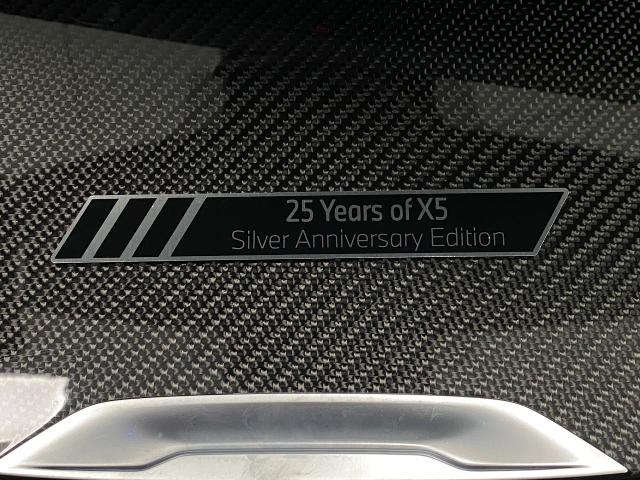 25 Years of X5
Silver Anniversary Edition